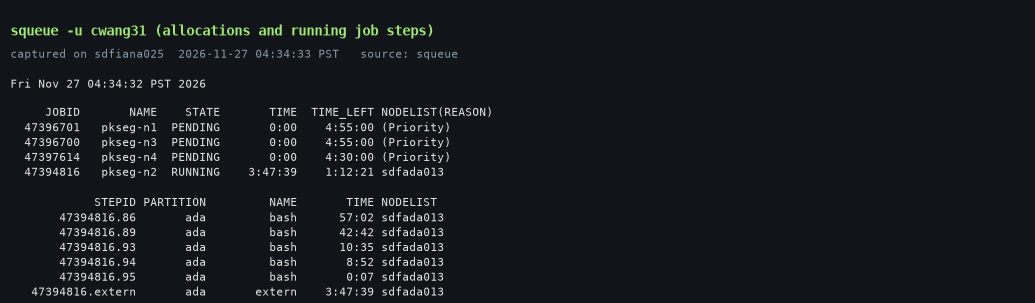 squeue -u cwang31 (allocations and running job steps)
captured on sdfiana025  2026-11-27 04:34:33 PST   source: squeue
Fri Nov 27 04:34:32 PST 2026
     JOBID       NAME    STATE       TIME  TIME_LEFT NODELIST(REASON)
  47396701   pkseg-n1  PENDING       0:00    4:55:00 (Priority)
  47396700   pkseg-n3  PENDING       0:00    4:55:00 (Priority)
  47397614   pkseg-n4  PENDING       0:00    4:30:00 (Priority)
  47394816   pkseg-n2  RUNNING    3:47:39    1:12:21 sdfada013
            STEPID PARTITION         NAME       TIME NODELIST
       47394816.86       ada         bash      57:02 sdfada013
       47394816.89       ada         bash      42:42 sdfada013
       47394816.93       ada         bash      10:35 sdfada013
       47394816.94       ada         bash       8:52 sdfada013
       47394816.95       ada         bash       0:07 sdfada013
   47394816.extern       ada       extern    3:47:39 sdfada013